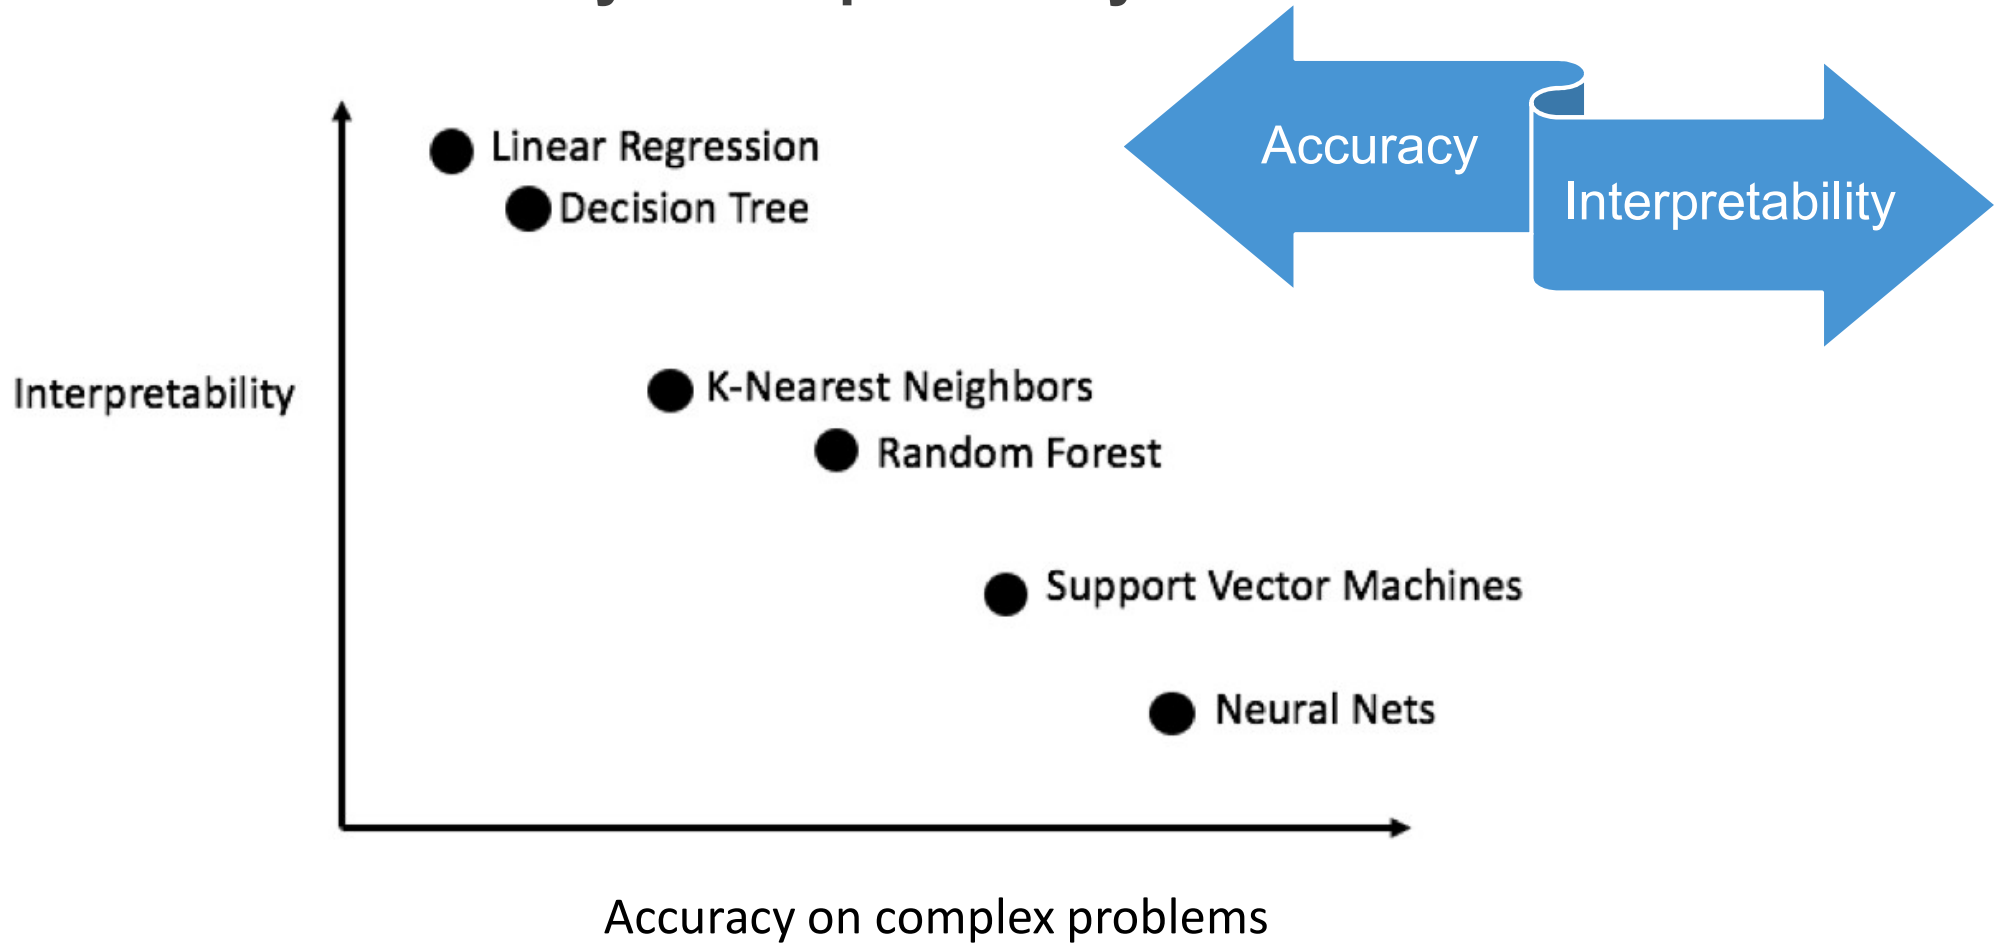 Accuracy
Interpretability
Linear Regression
Decision Tree
Interpretability
K-Nearest Neighbors
Random Forest
Support Vector Machines
Neural Nets
Accuracy on complex problems